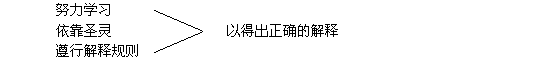 努力学习
依靠圣灵
以得出正确的解释
遵行解释规则